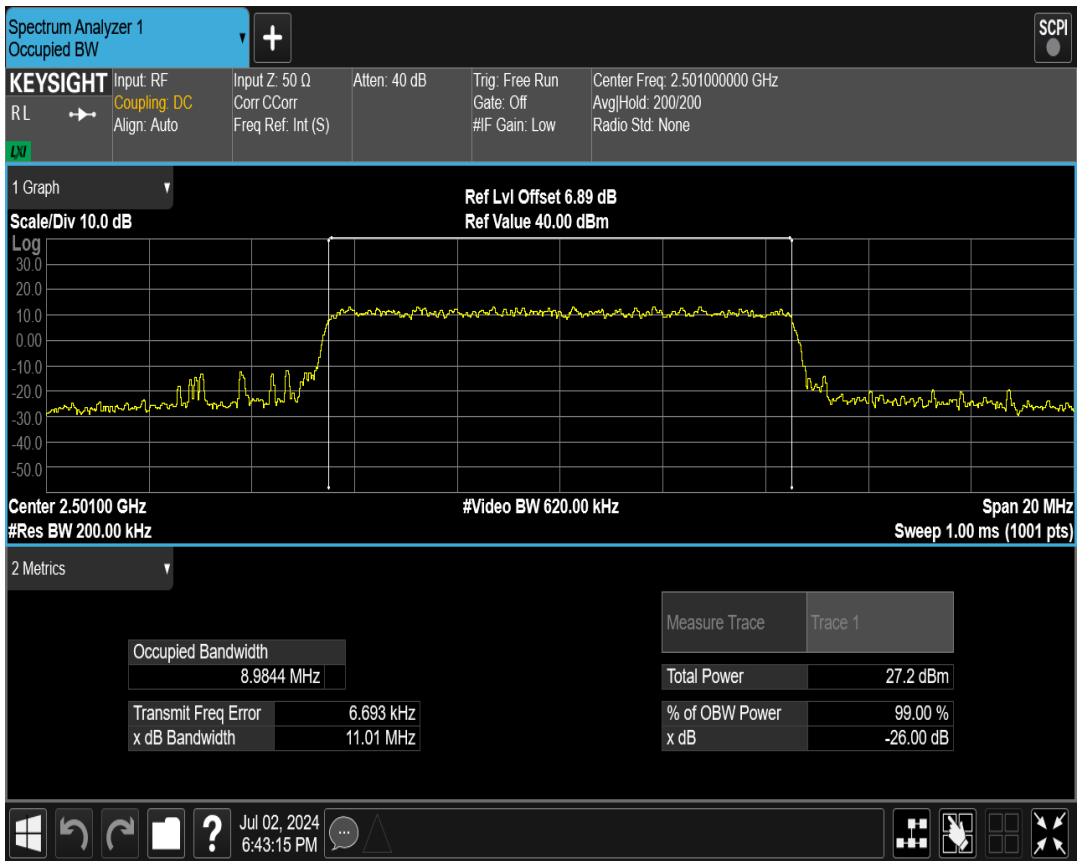 Spectrum Analyzer 1
Occupied BW
+
SCPI
KEYSIGHT
RL
LXI
Input: RF
Coupling: DC
Align: Auto
Input Z: 50 Ω
Corr CCorr
Freq Ref: Int (S)
Atten: 40 dB
Trig: Free Run
Gate: Off
#IF Gain: Low
Center Freq: 2.501000000 GHz
Avg|Hold: 200/200
Radio Std: None
1 Graph
Ref Lvl Offset 6.89 dB
Scale/Div 10.0 dB
Ref Value 40.00 dBm
Log
30.0
20.0
10.0
0.00
-10.0
-20.0
-30.0
-40.0
-50.0
Center 2.50100 GHz
#Video BW 620.00 kHz
Span 20 MHz
#Res BW 200.00 kHz
Sweep 1.00 ms (1001 pts)
2 Metrics
Measure Trace Trace 1
Occupied Bandwidth
8.9844 MHz
Total Power 27.2 dBm
Transmit Freq Error 6.693 kHz
% of OBW Power 99.00 %
x dB Bandwidth 11.01 MHz
x dB -26.00 dB
?
Jul 02, 2024
6:43:15 PM